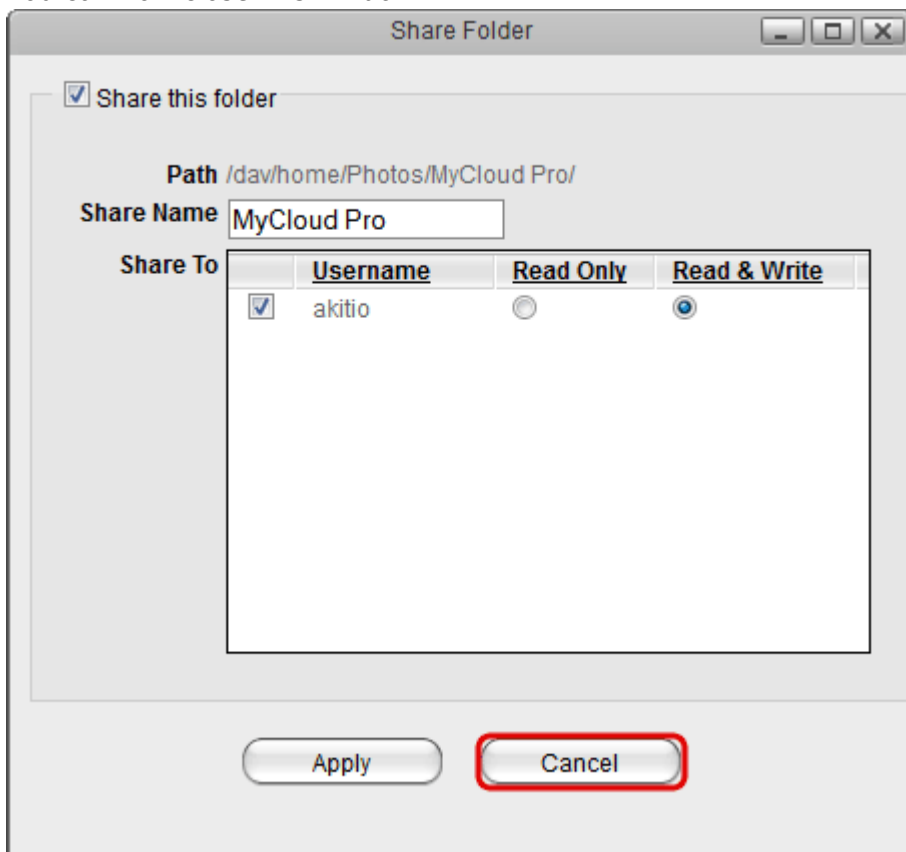 Share Folder
Share this folder
Path /dav/home/Photos/MyCloud Pro/
Share Name MyCloud Pro
Share To
Username Read Only Read & Write
akitio
Apply Cancel